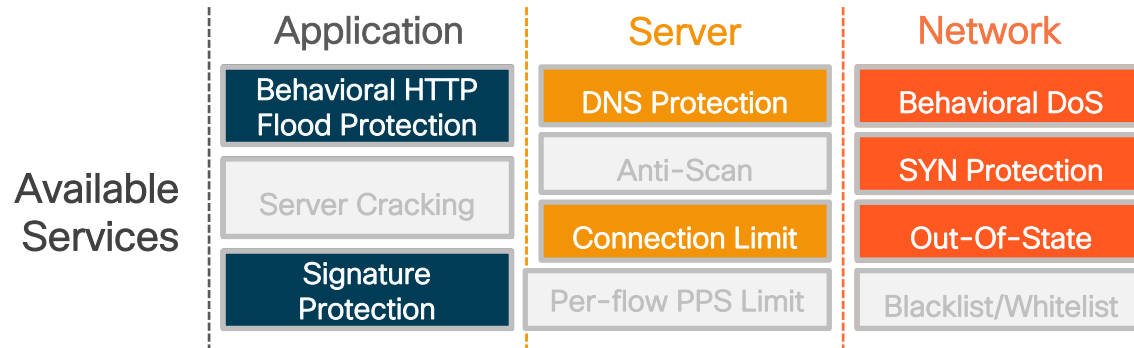 Application
Server
Network
Available
Services
Behavioral HTTP
Flood Protection
Server Cracking
Signature
Protection
DNS Protection
Anti-Scan
Connection Limit
Per-flow PPS Limit
Behavioral DoS
SYN Protection
Out-Of-State
Blacklist/Whitelist